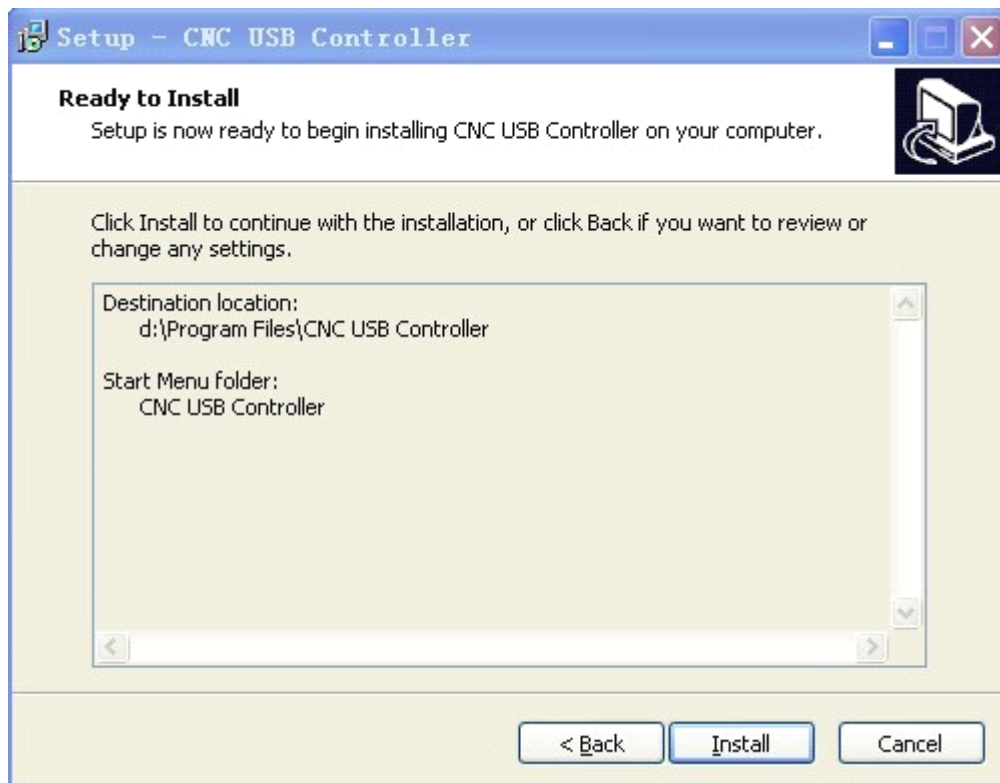 Setup - CNC USB Controller
Ready to Install
Setup is now ready to begin installing CNC USB Controller on your computer.
Click Install to continue with the installation, or click Back if you want to review or
change any settings.
Destination location:
d:\Program Files\CNC USB Controller
Start Menu folder:
CNC USB Controller
< Back
Install
Cancel